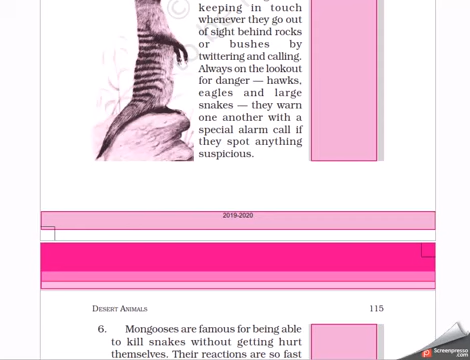 keeping in touch
whenever they go out
of sight behind rocks
or bushes by
twittering and calling.
Always on the lookout
for danger — hawks,
eagles and large
snakes — they warn
one another with a
special alarm call if
they spot anything
suspicious.
2019-2020
DESERT ANIMALS 115
6. Mongooses are famous for being able
to kill snakes without getting hurt
themselves. Their reactions are so fast
Screenpresso.com